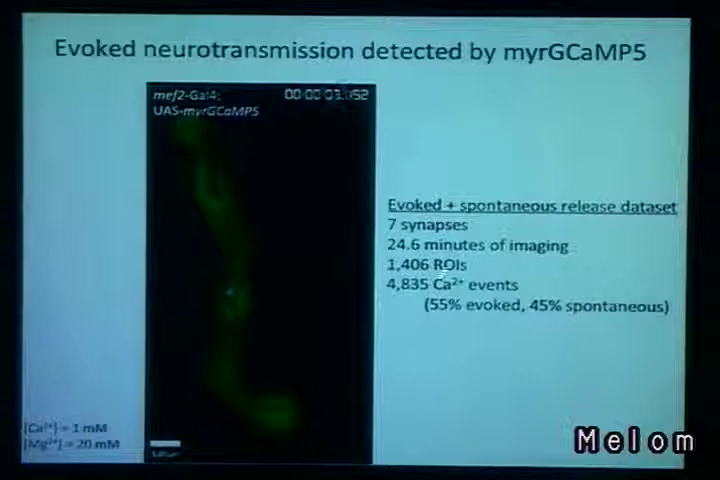 Evoked neurotransmission detected by myrGCaMP5
mef2-Gal4;
UAS-myrGCaMP5
Evoked + spontaneous release dataset
7 synapses
24.6 minutes of imaging
1,406 ROIs
4,835 Ca²⁺ events
(55% evoked, 45% spontaneous)
[Ca²⁺] = 1 mM
[Mg²⁺] = 20 mM
Melom